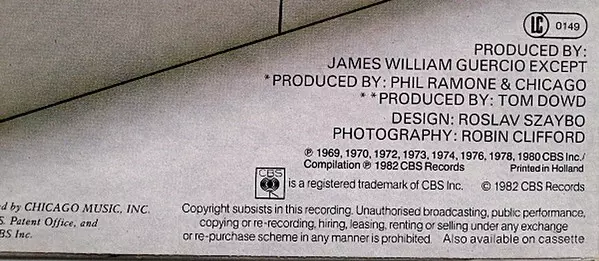 LC 0149
PRODUCED BY:
JAMES WILLIAM GUERCIO EXCEPT
*PRODUCED BY: PHIL RAMONE & CHICAGO
**PRODUCED BY: TOM DOWD
DESIGN: ROSLAV SZAYBO
PHOTOGRAPHY: ROBIN CLIFFORD
℗ 1969, 1970, 1972, 1973, 1974, 1976, 1978, 1980 CBS Inc./
Compilation ℗ 1982 CBS Records Printed in Holland
CBS is a registered trademark of CBS Inc. © 1982 CBS Records
Copyright subsists in this recording. Unauthorised broadcasting, public performance,
copying or re-recording, hiring, leasing, renting or selling under any exchange
or re-purchase scheme in any manner is prohibited. Also available on cassette
d by CHICAGO MUSIC, INC.
S. Patent Office, and
BS Inc.